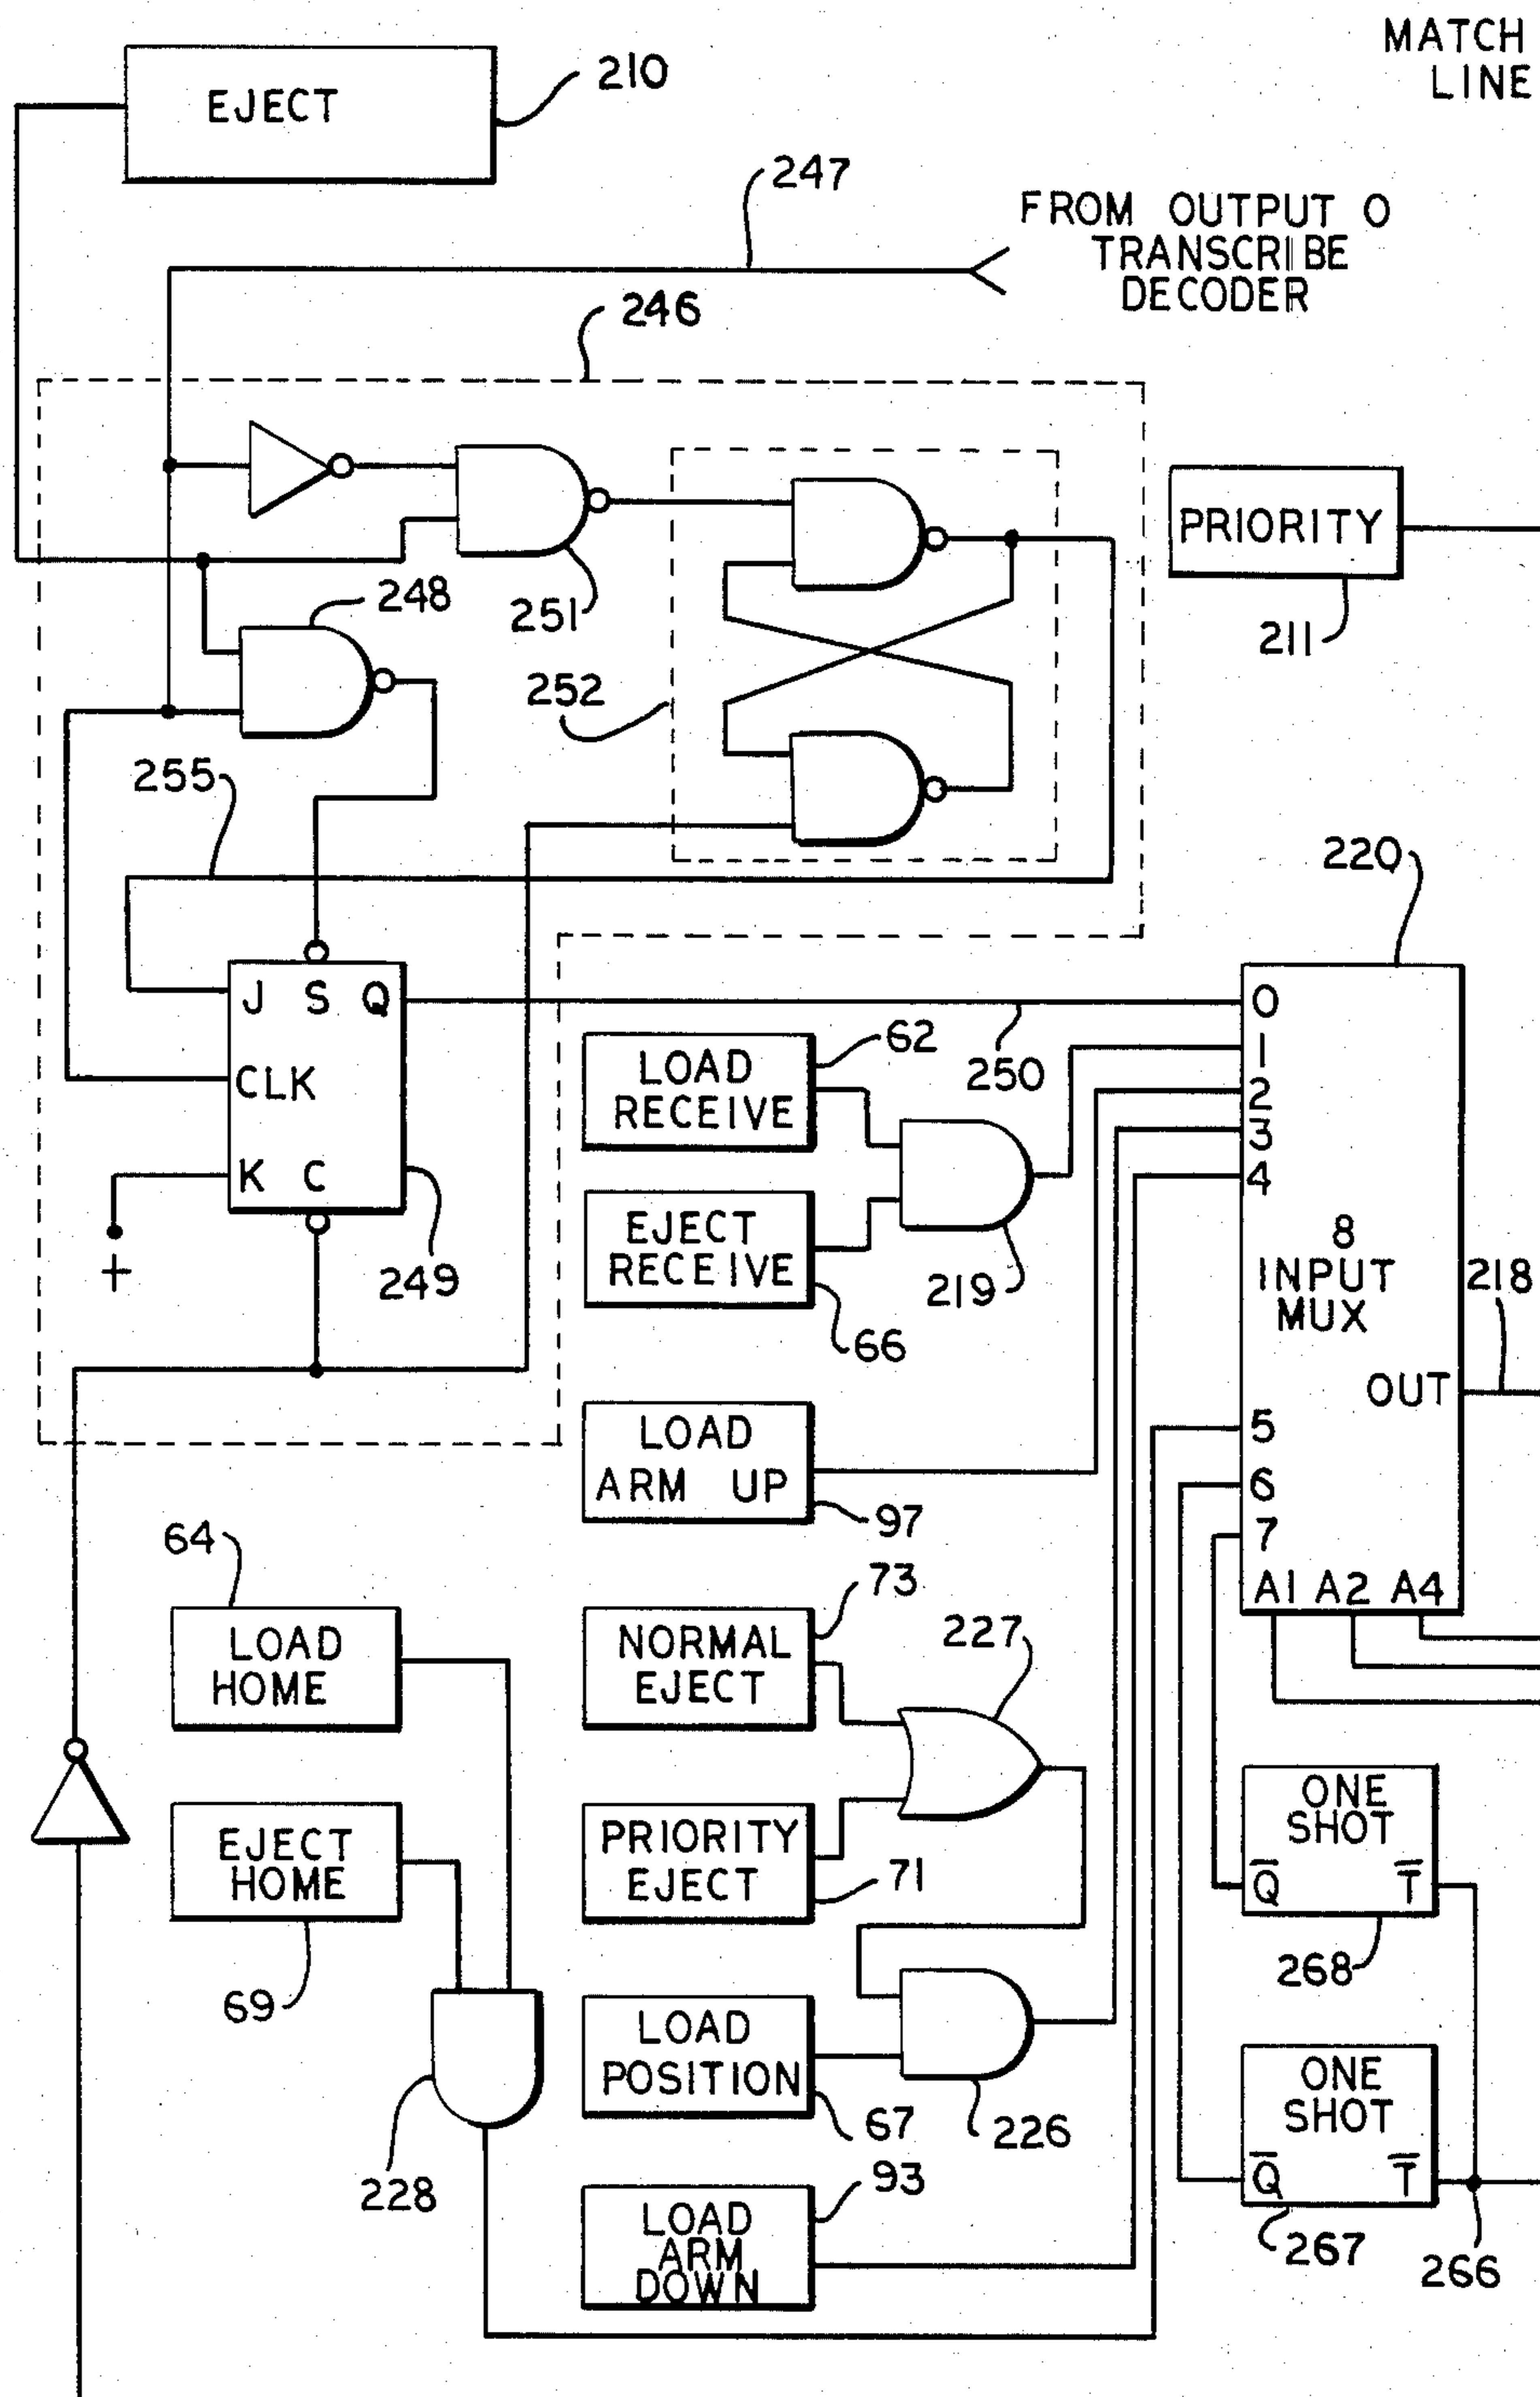 MATCH
LINE
EJECT
210
247
FROM OUTPUT 0
TRANSCRIBE
DECODER
246
PRIORITY
211
248
251
252
255
220
J S Q
CLK
K C
+
249
250
LOAD
RECEIVE
62
EJECT
RECEIVE
66
219
0
1
2
3
4
8
INPUT
MUX
218
OUT
5
6
7
A1 A2 A4
LOAD
ARM UP
97
64
LOAD
HOME
73
NORMAL
EJECT
227
EJECT
HOME
69
PRIORITY
EJECT
71
ONE
SHOT
Q̅ T̅
268
LOAD
POSITION
67
226
228
ONE
SHOT
Q̅ T̅
267
266
93
LOAD
ARM
DOWN